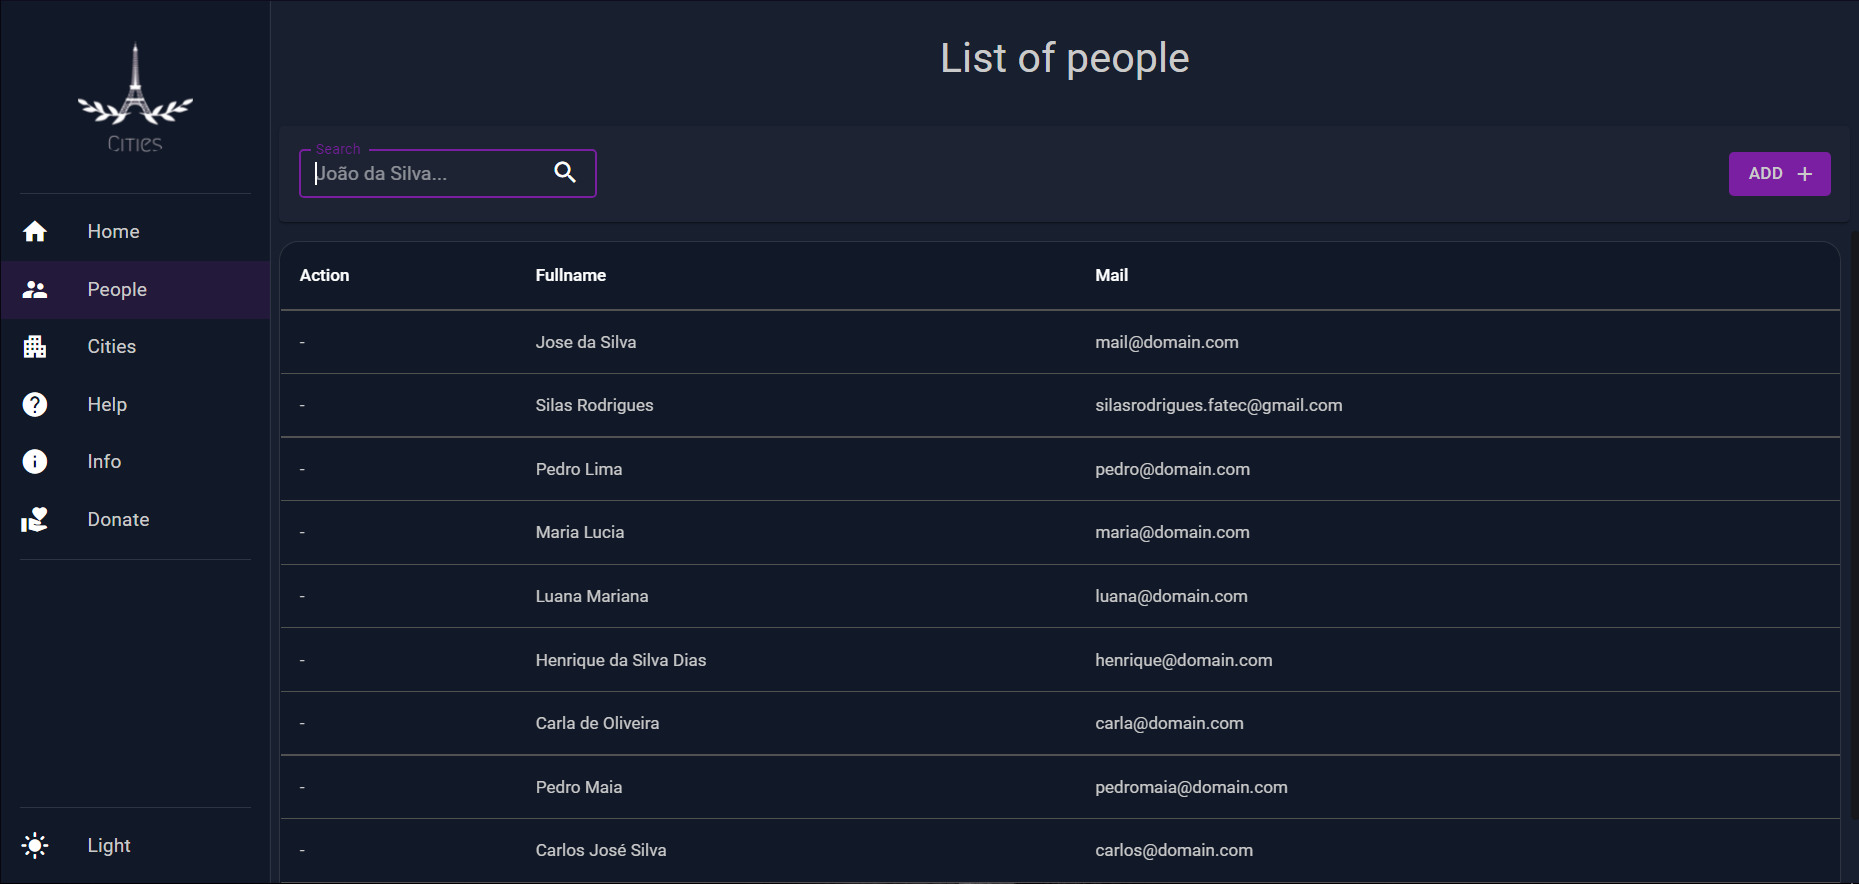 Cities
Home
People
Cities
Help
Info
Donate
Light
List of people
Search
João da Silva...
ADD +
Action Fullname Mail
- Jose da Silva mail@domain.com
- Silas Rodrigues silasrodrigues.fatec@gmail.com
- Pedro Lima pedro@domain.com
- Maria Lucia maria@domain.com
- Luana Mariana luana@domain.com
- Henrique da Silva Dias henrique@domain.com
- Carla de Oliveira carla@domain.com
- Pedro Maia pedromaia@domain.com
- Carlos José Silva carlos@domain.com